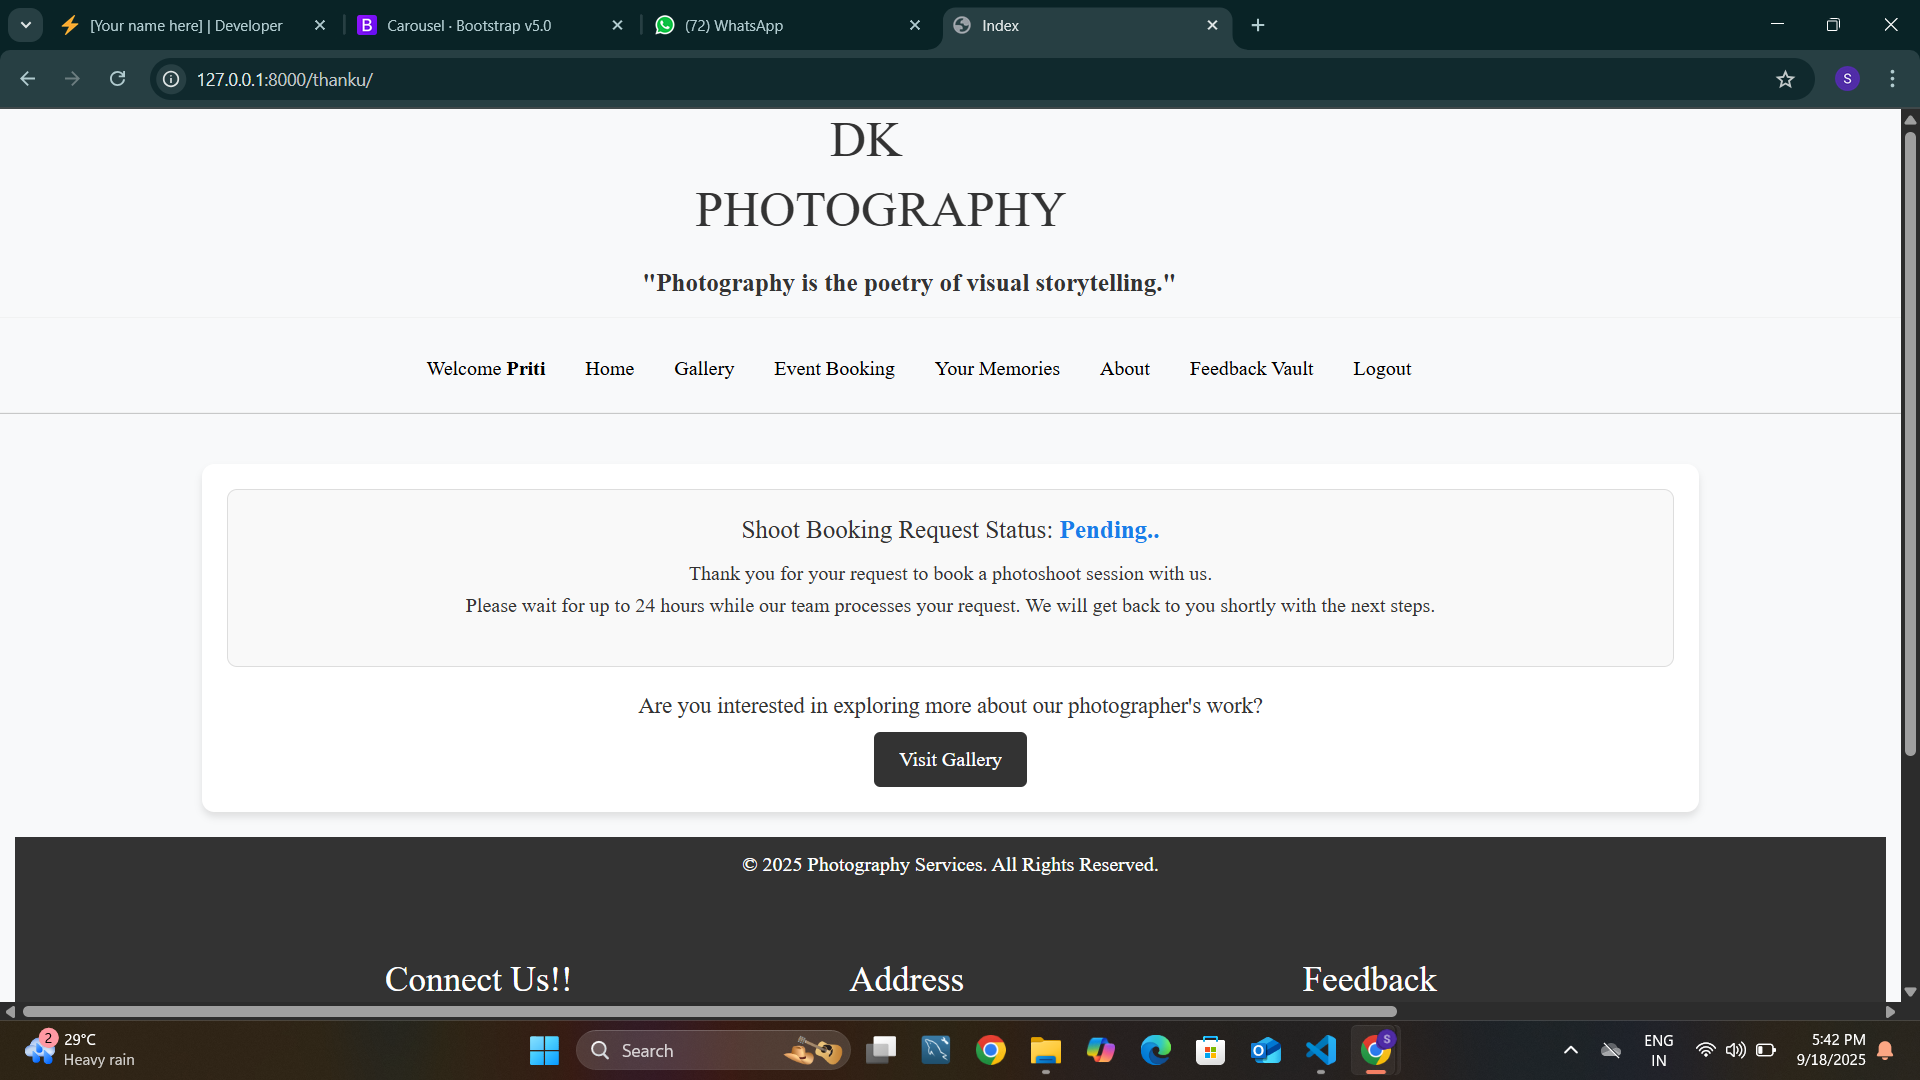 [Your name here] | Developer
B Carousel · Bootstrap v5.0
(72) WhatsApp
Index
127.0.0.1:8000/thanku/
S
DK
PHOTOGRAPHY
"Photography is the poetry of visual storytelling."
Welcome Priti Home Gallery Event Booking Your Memories About Feedback Vault Logout
Shoot Booking Request Status: Pending..
Thank you for your request to book a photoshoot session with us.
Please wait for up to 24 hours while our team processes your request. We will get back to you shortly with the next steps.
Are you interested in exploring more about our photographer's work?
Visit Gallery
© 2025 Photography Services. All Rights Reserved.
Connect Us!! Address Feedback
2
29°C
Heavy rain
Search
S
ENG
IN
5:42 PM
9/18/2025